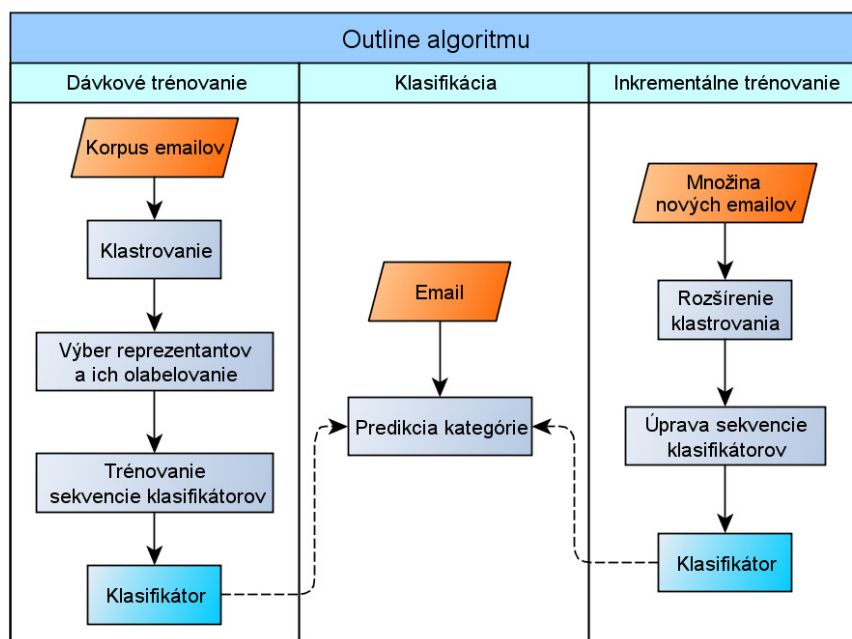 Outline algoritmu
Dávkové trénovanie
Klasifikácia
Inkrementálne trénovanie
Korpus emailov
Klastrovanie
Výber reprezentantov
a ich olabelovanie
Trénovanie
sekvencie klasifikátorov
Klasifikátor
Email
Predikcia kategórie
Množina
nových emailov
Rozšírenie
klastrovania
Úprava sekvencie
klasifikátorov
Klasifikátor